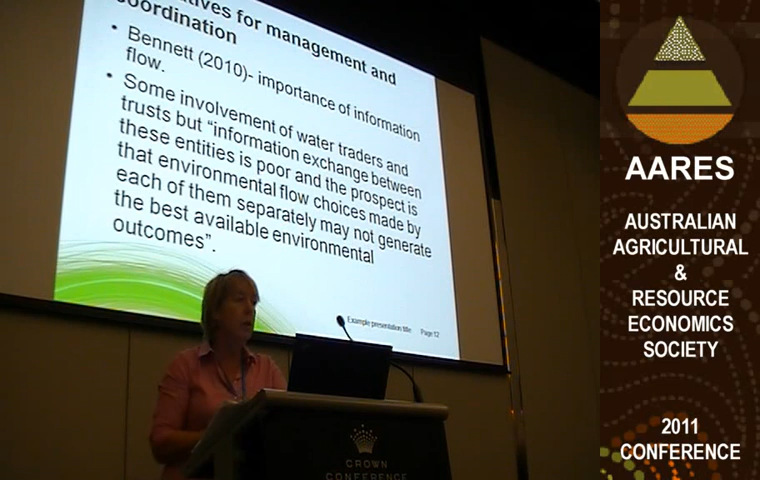 atives for management and
oordination
• Bennett (2010)- importance of information
flow.
• Some involvement of water traders and
trusts but “information exchange between
these entities is poor and the prospect is
that environmental flow choices made by
each of them separately may not generate
the best available environmental
outcomes”.
Example presentation title Page 12
CROWN
CONFERENCE
AARES
AUSTRALIAN
AGRICULTURAL
&
RESOURCE
ECONOMICS
SOCIETY
2011
CONFERENCE